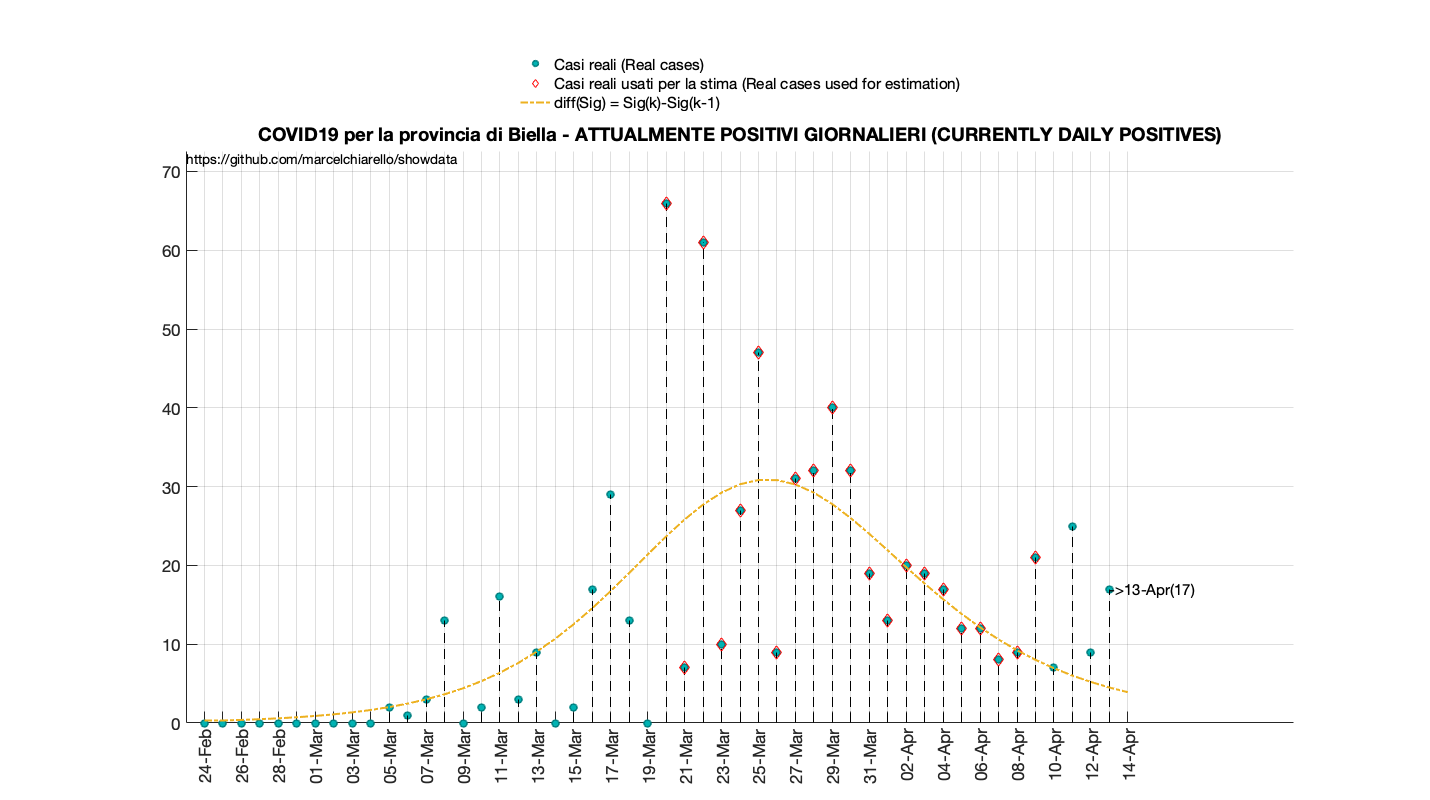 Casi reali (Real cases)
Casi reali usati per la stima (Real cases used for estimation)
diff(Sig) = Sig(k)-Sig(k-1)
COVID19 per la provincia di Biella - ATTUALMENTE POSITIVI GIORNALIERI (CURRENTLY DAILY POSITIVES)
https://github.com/marcelchiarello/showdata
70
60
50
40
30
20
10
0
->13-Apr(17)
24-Feb
26-Feb
28-Feb
01-Mar
03-Mar
05-Mar
07-Mar
09-Mar
11-Mar
13-Mar
15-Mar
17-Mar
19-Mar
21-Mar
23-Mar
25-Mar
27-Mar
29-Mar
31-Mar
02-Apr
04-Apr
06-Apr
08-Apr
10-Apr
12-Apr
14-Apr